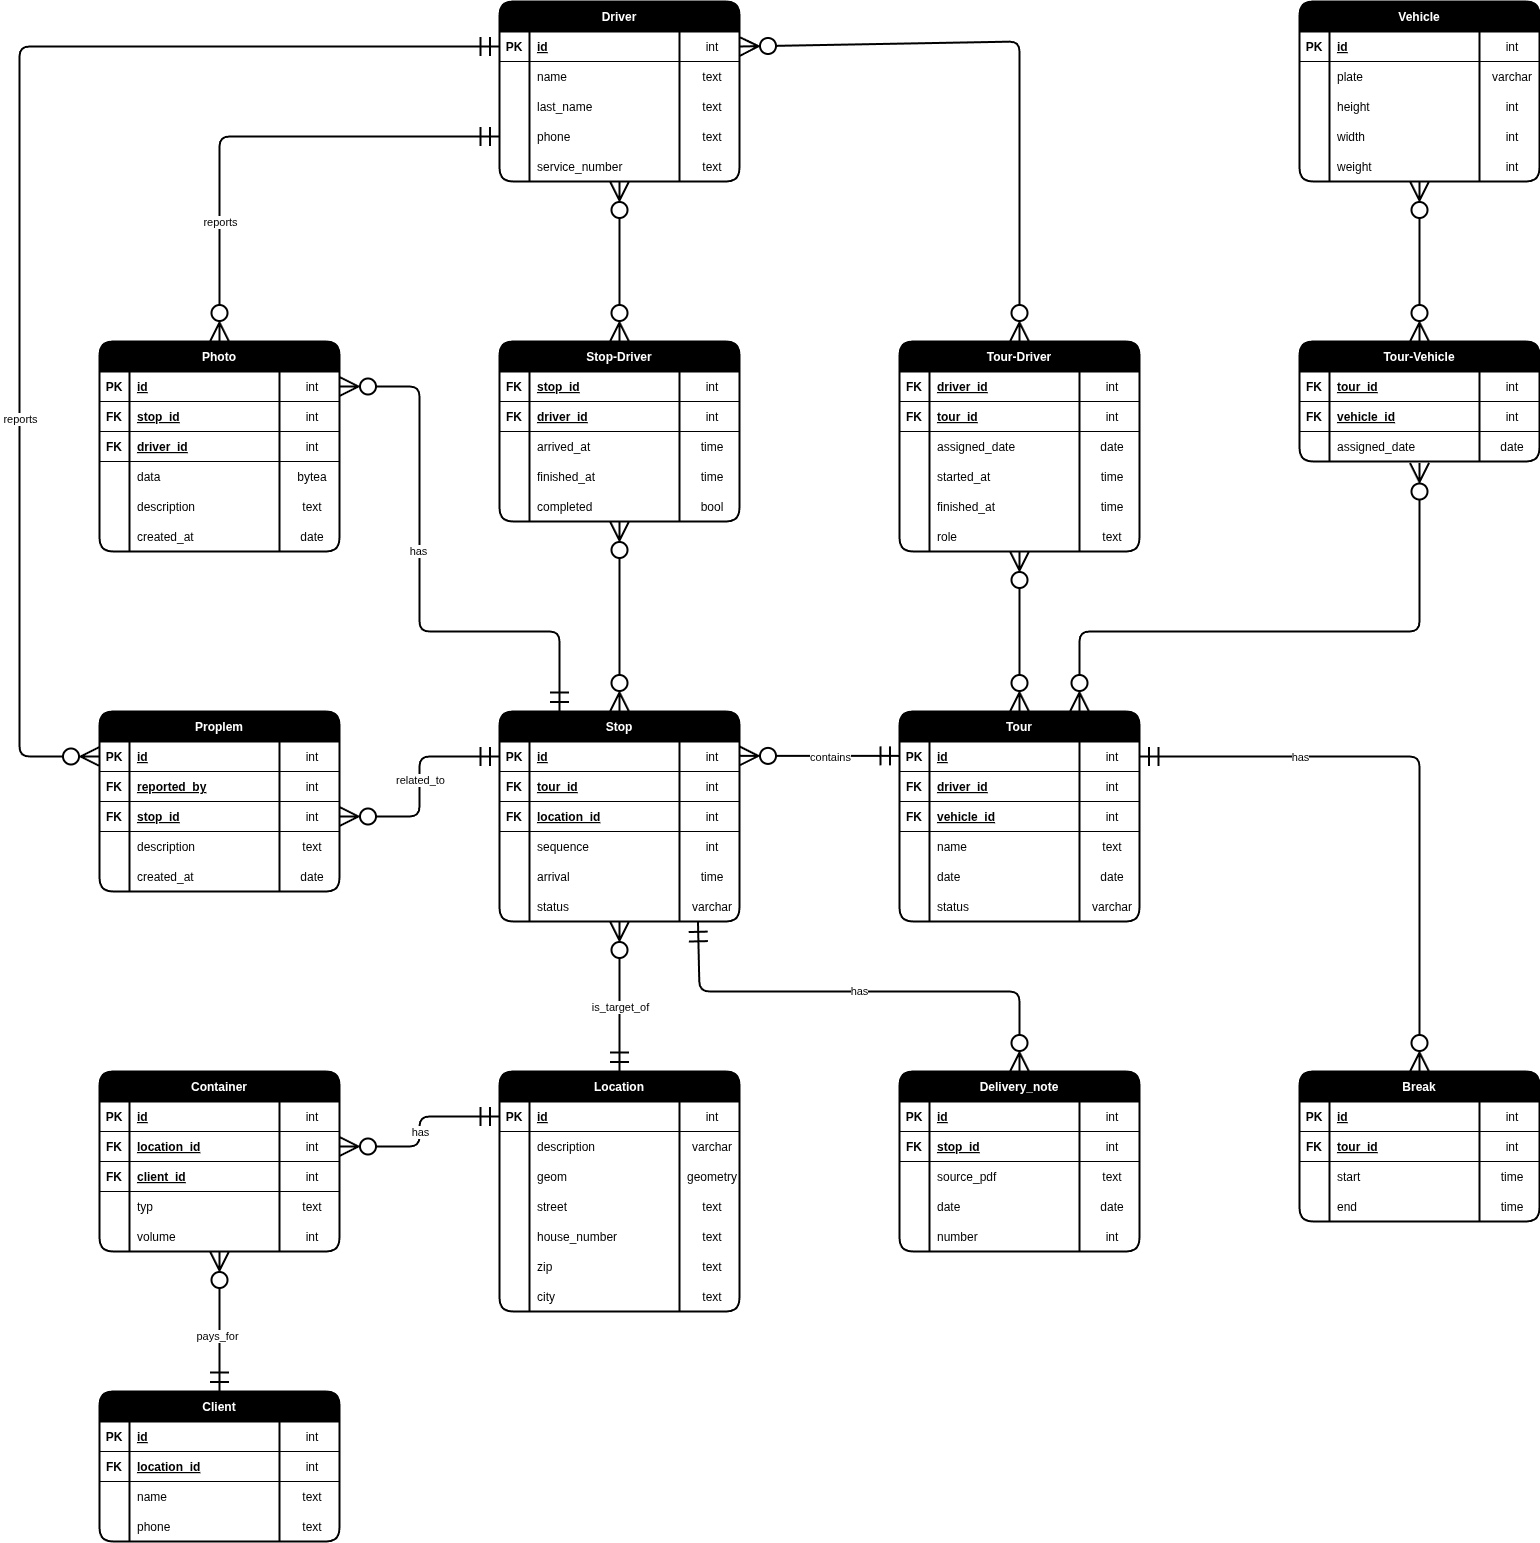 Driver
PK id int
name text
last_name text
phone text
service_number text
Vehicle
PK id int
plate varchar
height int
width int
weight int
reports
reports
Photo
PK id int
FK stop_id int
FK driver_id int
data bytea
description text
created_at date
Stop-Driver
FK stop_id int
FK driver_id int
arrived_at time
finished_at time
completed bool
Tour-Driver
FK driver_id int
FK tour_id int
assigned_date date
started_at time
finished_at time
role text
Tour-Vehicle
FK tour_id int
FK vehicle_id int
assigned_date date
has
Proplem
PK id int
FK reported_by int
FK stop_id int
description text
created_at date
related_to
Stop
PK id int
FK tour_id int
FK location_id int
sequence int
arrival time
status varchar
contains
Tour
PK id int
FK driver_id int
FK vehicle_id int
name text
date date
status varchar
has
is_target_of
has
Container
PK id int
FK location_id int
FK client_id int
typ text
volume int
has
Location
PK id int
description varchar
geom geometry
street text
house_number text
zip text
city text
Delivery_note
PK id int
FK stop_id int
source_pdf text
date date
number int
Break
PK id int
FK tour_id int
start time
end time
pays_for
Client
PK id int
FK location_id int
name text
phone text